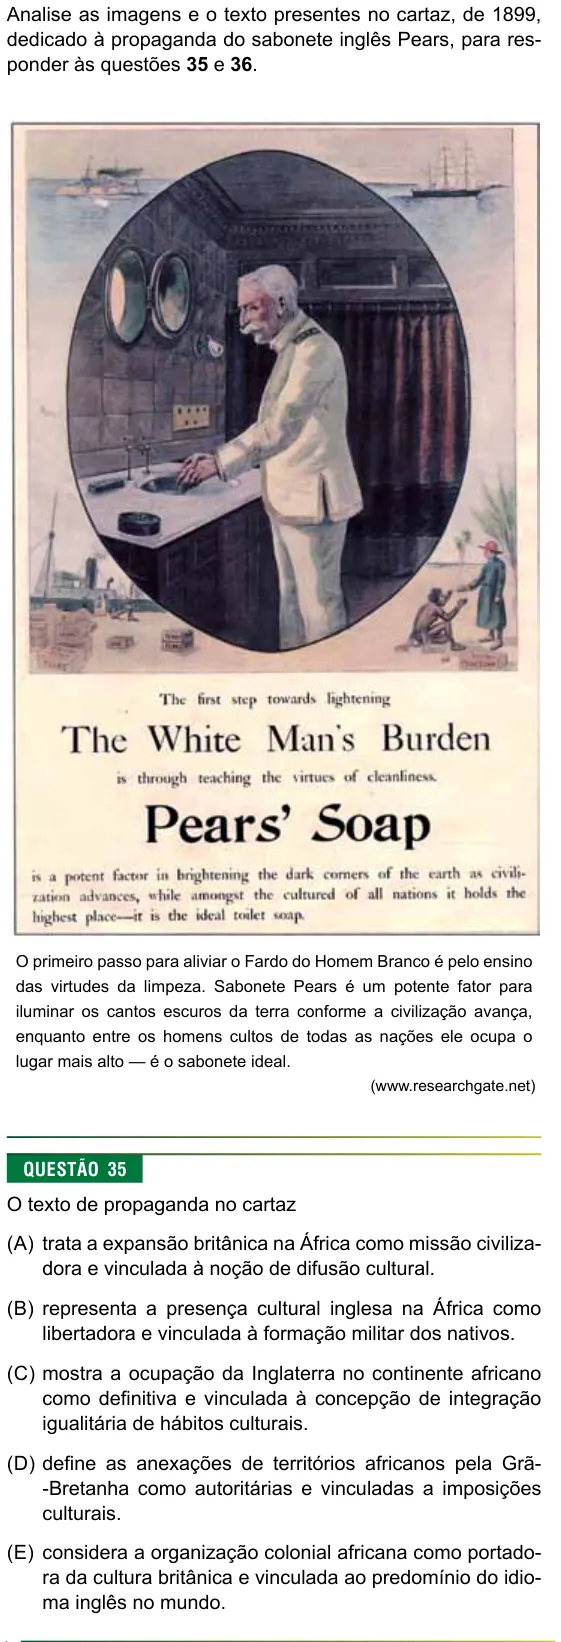 Analise as imagens e o texto presentes no cartaz, de 1899,
dedicado à propaganda do sabonete inglês Pears, para res-
ponder às questões 35 e 36.
The first step towards lightening
The White Man's Burden
is through teaching the virtues of cleanliness.
Pears' Soap
is a potent factor in brightening the dark corners of the earth as civili-
zation advances, while amongst the cultured of all nations it holds the
highest place—it is the ideal toilet soap.
O primeiro passo para aliviar o Fardo do Homem Branco é pelo ensino
das virtudes da limpeza. Sabonete Pears é um potente fator para
iluminar os cantos escuros da terra conforme a civilização avança,
enquanto entre os homens cultos de todas as nações ele ocupa o
lugar mais alto — é o sabonete ideal.
(www.researchgate.net)
QUESTÃO 35
O texto de propaganda no cartaz
(A) trata a expansão britânica na África como missão civiliza-
dora e vinculada à noção de difusão cultural.
(B) representa a presença cultural inglesa na África como
libertadora e vinculada à formação militar dos nativos.
(C) mostra a ocupação da Inglaterra no continente africano
como definitiva e vinculada à concepção de integração
igualitária de hábitos culturais.
(D) define as anexações de territórios africanos pela Grã-
-Bretanha como autoritárias e vinculadas a imposições
culturais.
(E) considera a organização colonial africana como portado-
ra da cultura britânica e vinculada ao predomínio do idio-
ma inglês no mundo.